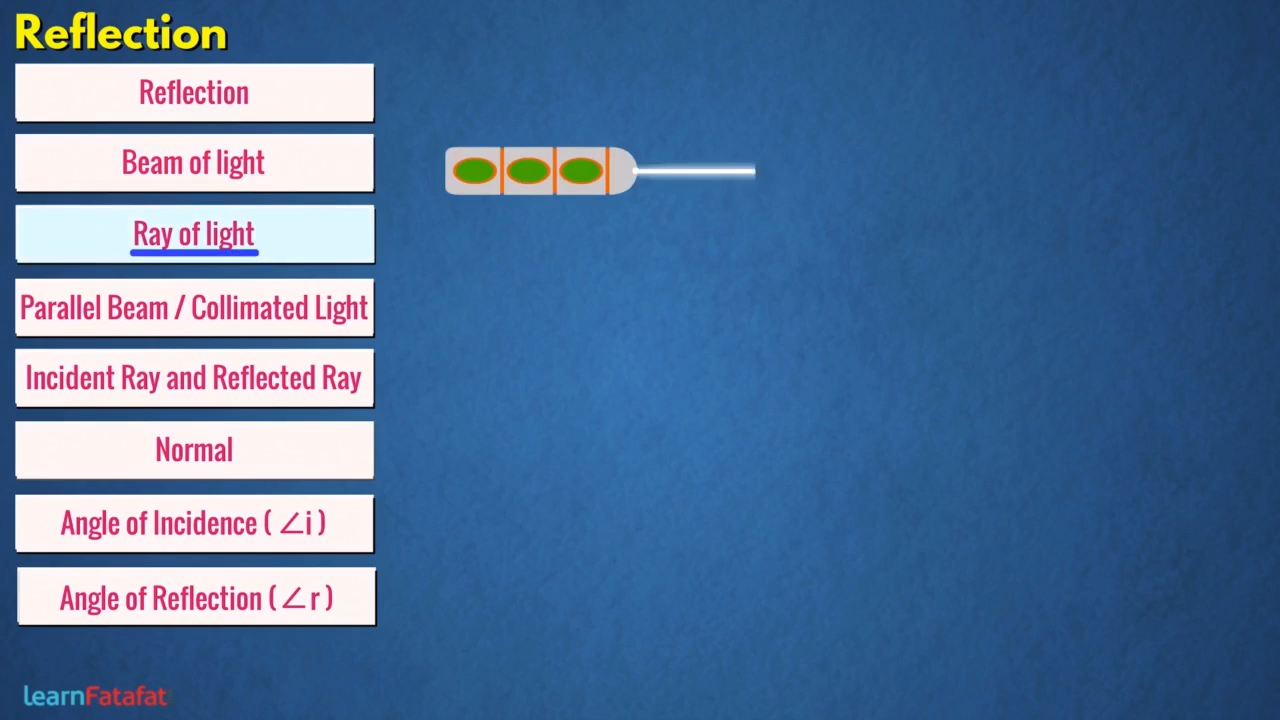 Reflection
Reflection
Beam of light
Ray of light
Parallel Beam / Collimated Light
Incident Ray and Reflected Ray
Normal
Angle of Incidence ( ∠i )
Angle of Reflection ( ∠r )
learnFatafat